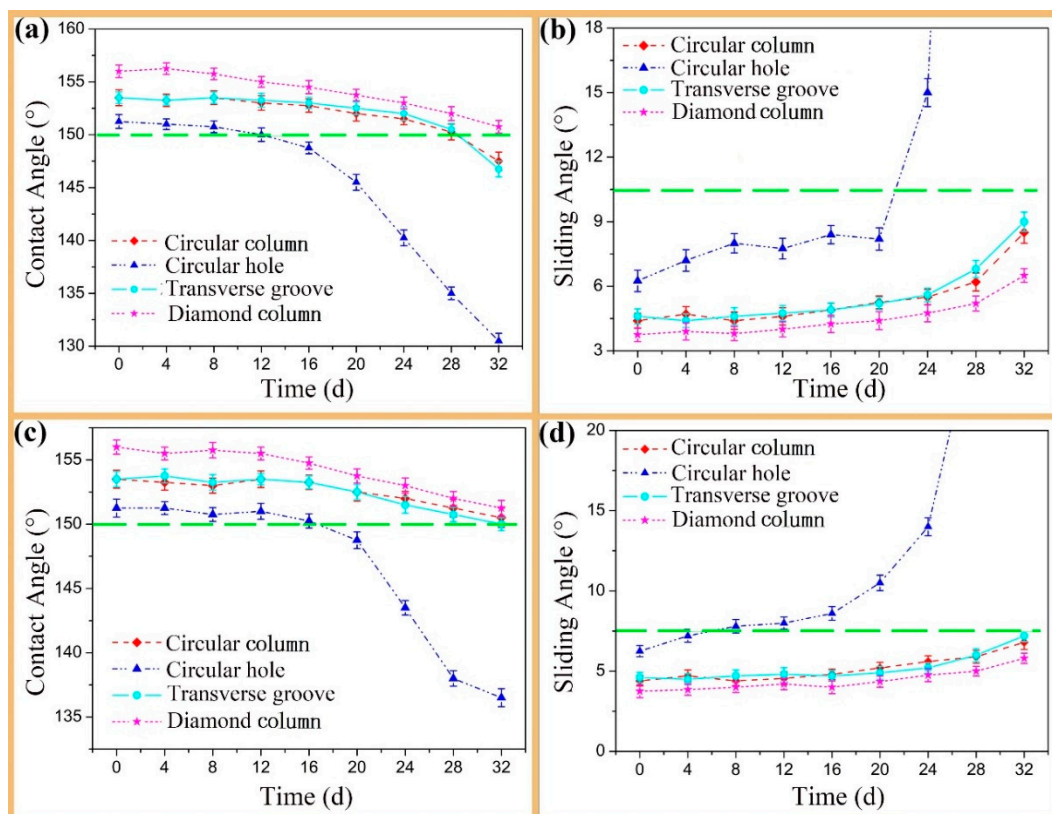 (a)
160
155
150
145
140
135
130
Contact Angle (°)
Circular column
Circular hole
Transverse groove
Diamond column
0 4 8 12 16 20 24 28 32
Time (d)
(b)
18
15
12
9
6
3
Sliding Angle (°)
Circular column
Circular hole
Transverse groove
Diamond column
0 4 8 12 16 20 24 28 32
Time (d)
(c)
155
150
145
140
135
Contact Angle (°)
Circular column
Circular hole
Transverse groove
Diamond column
0 4 8 12 16 20 24 28 32
Time (d)
(d)
20
15
10
5
0
Sliding Angle (°)
Circular column
Circular hole
Transverse groove
Diamond column
0 4 8 12 16 20 24 28 32
Time (d)